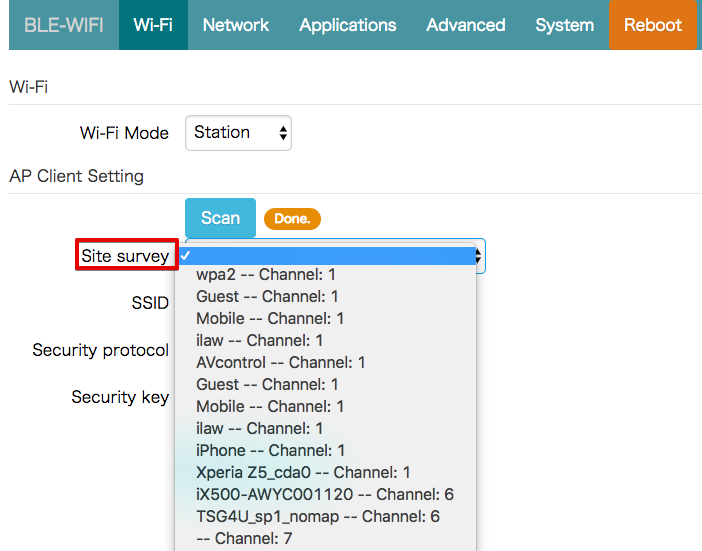 BLE-WIFI Wi-Fi Network Applications Advanced System Reboot
Wi-Fi
Wi-Fi Mode Station
AP Client Setting
Scan Done.
Site survey
wpa2 -- Channel: 1
Guest -- Channel: 1
Mobile -- Channel: 1
ilaw -- Channel: 1
AVcontrol -- Channel: 1
Guest -- Channel: 1
Mobile -- Channel: 1
ilaw -- Channel: 1
iPhone -- Channel: 1
Xperia Z5_cda0 -- Channel: 1
iX500-AWYC001120 -- Channel: 6
TSG4U_sp1_nomap -- Channel: 6
-- Channel: 7
SSID
Security protocol
Security key